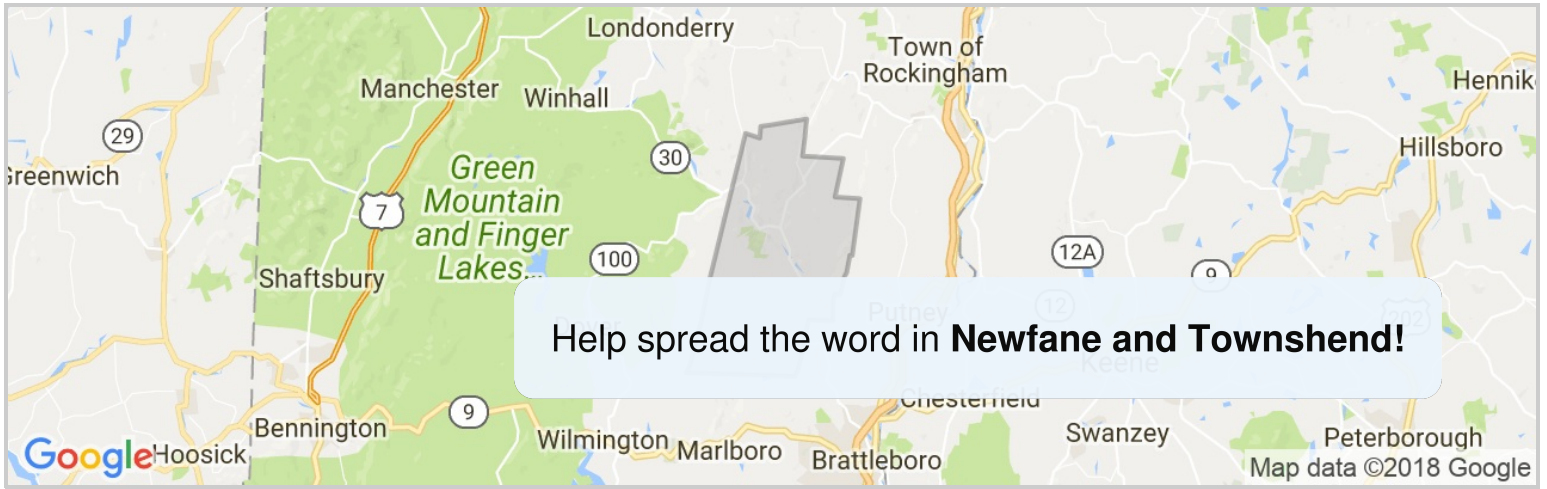 Londonderry
Town of
Rockingham
Manchester
Winhall
Hennik
29
30
Hillsboro
Greenwich
Green
Mountain
and Finger
Lakes...
7
100
12A
9
Shaftsbury
Putney
12
202
Dover
Help spread the word in Newfane and Townshend!
Keene
Chesterfield
9
Bennington
Wilmington
Marlboro
Brattleboro
Swanzey
Peterborough
Google
Hoosick
Map data ©2018 Google